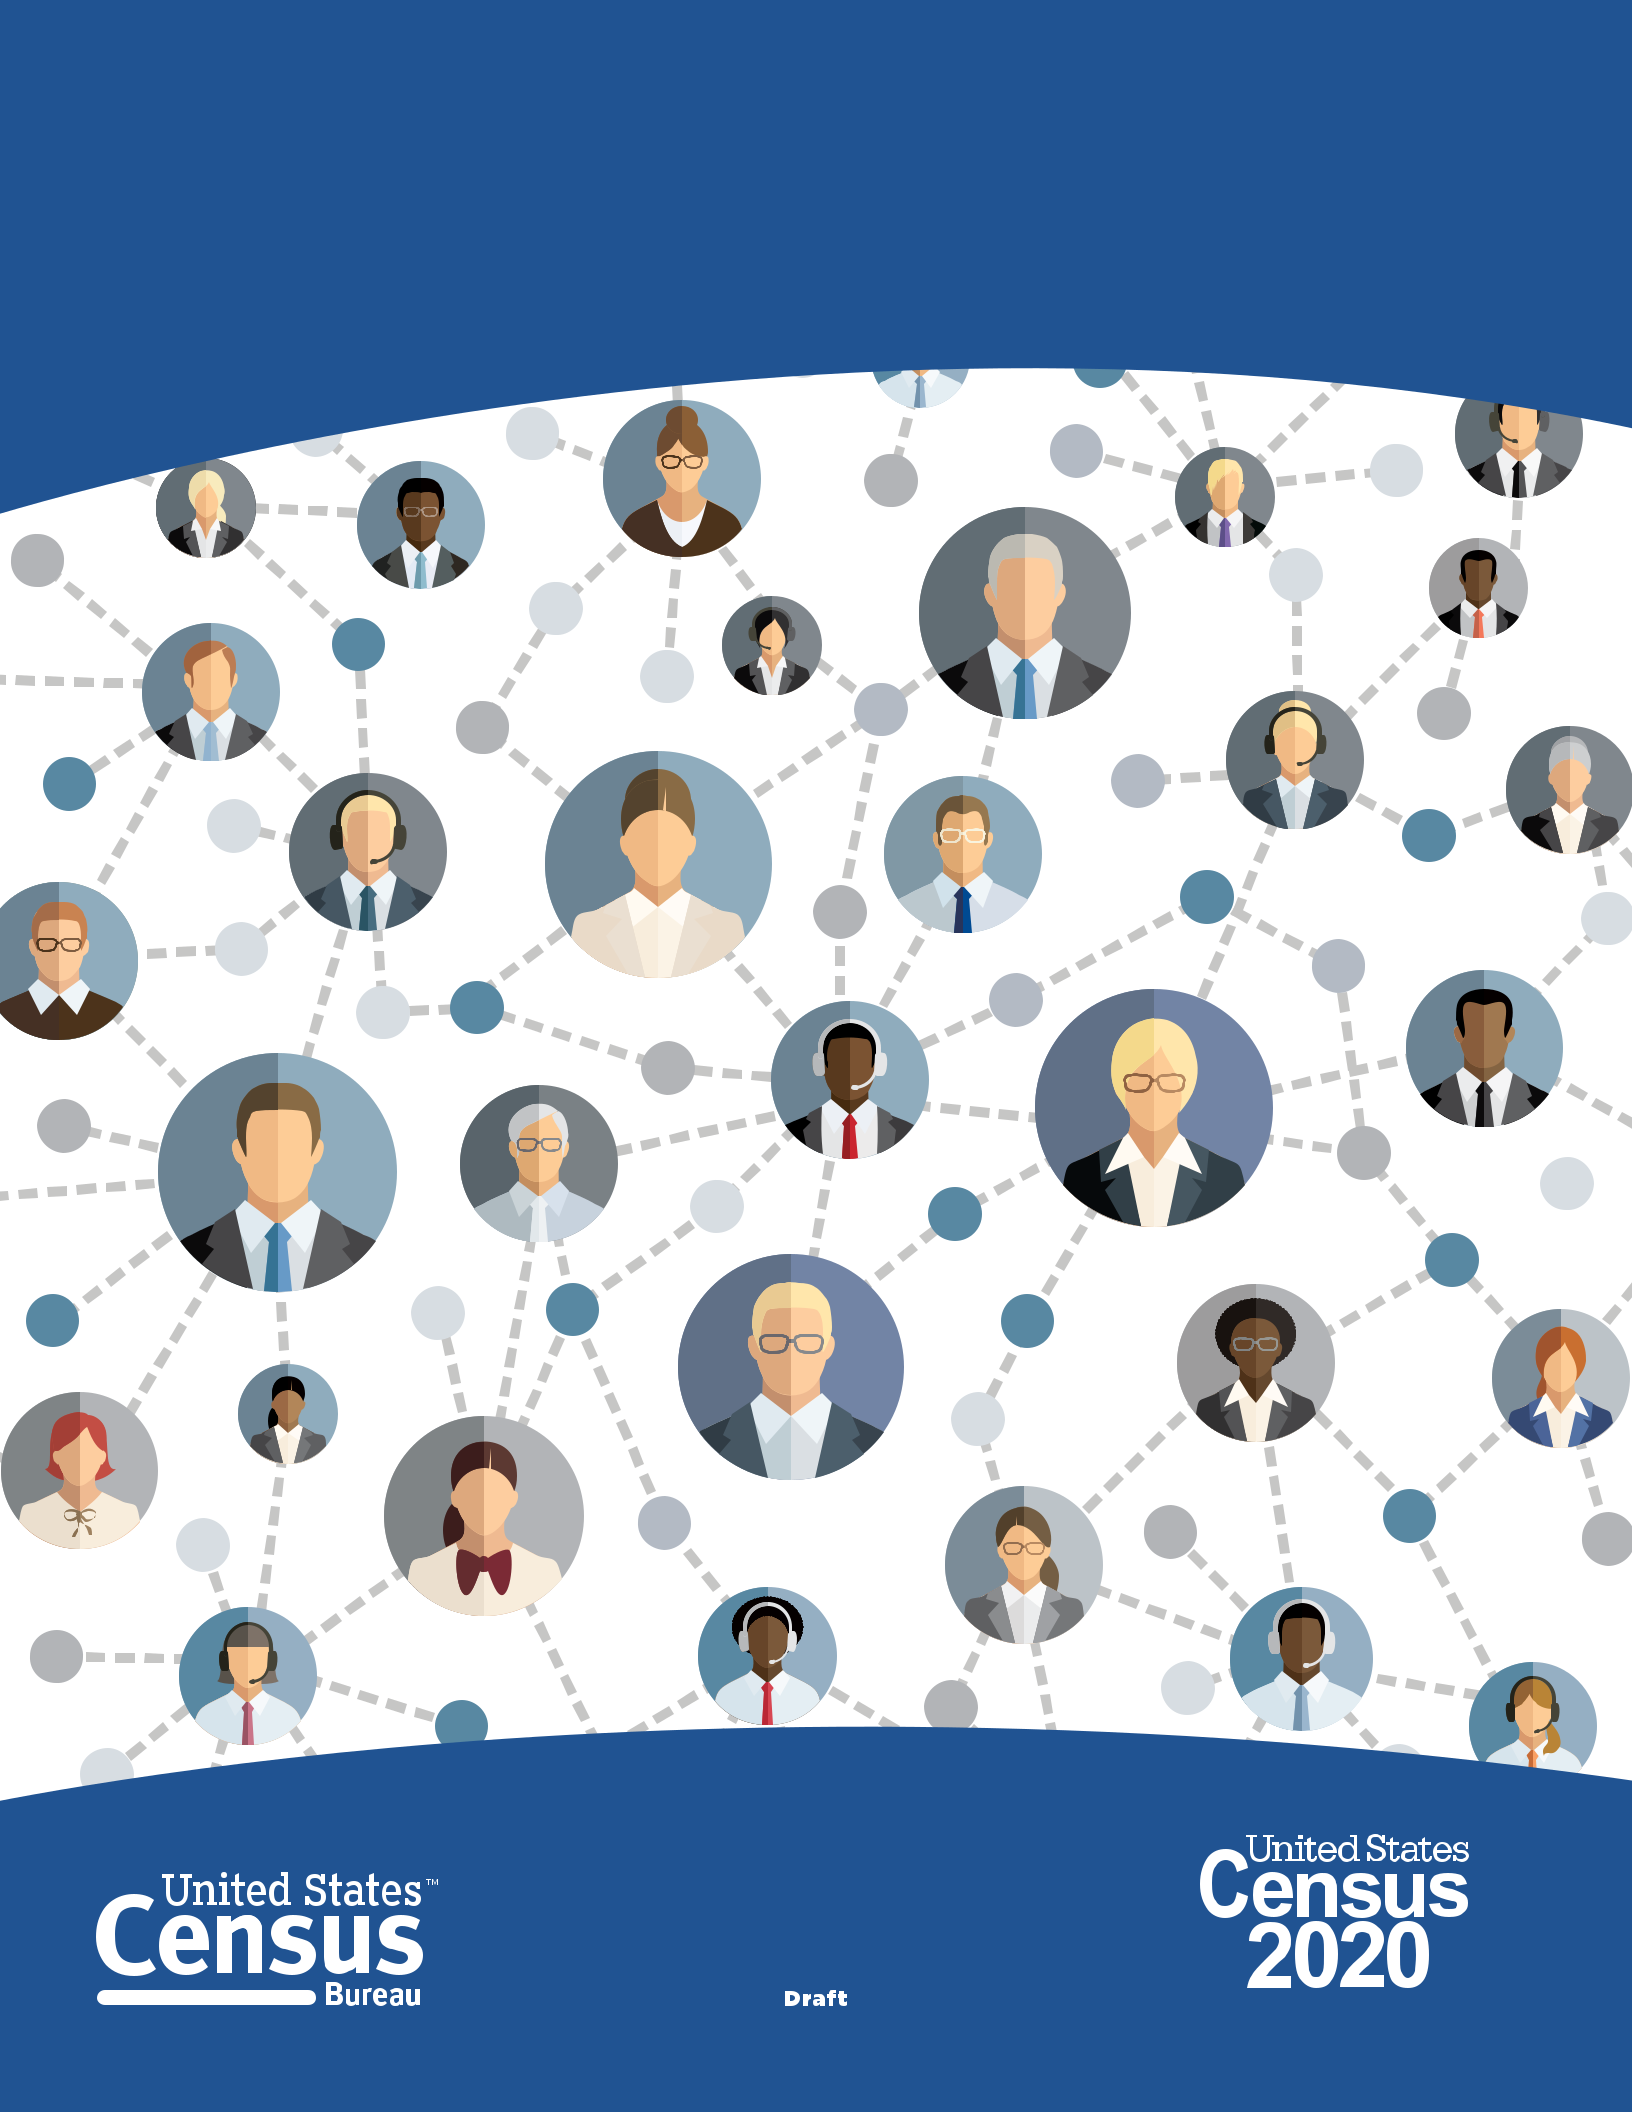 United States™
Census
Bureau
Draft
United States
Census
2020